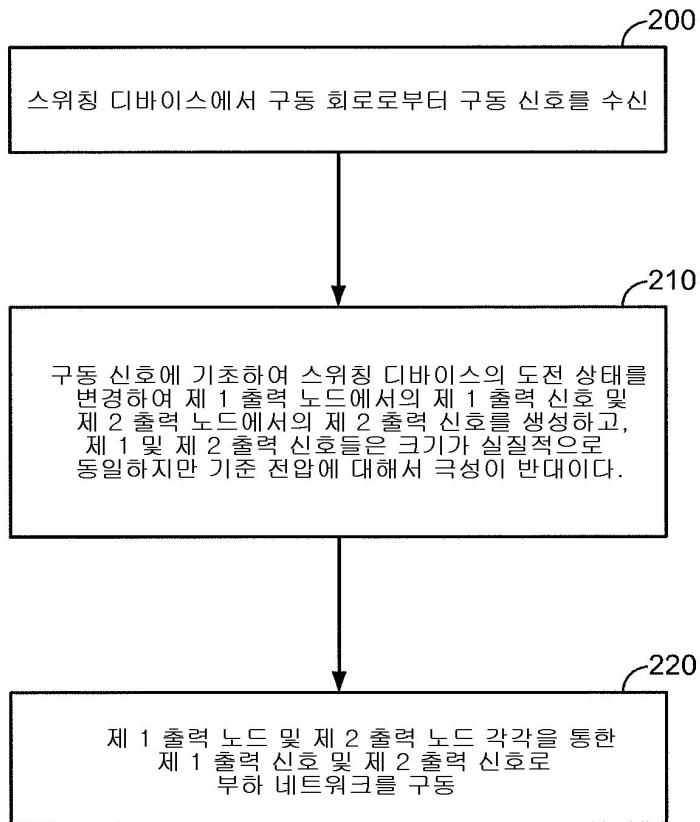 200
스위칭 디바이스에서 구동 회로로부터 구동 신호를 수신
210
구동 신호에 기초하여 스위칭 디바이스의 도전 상태를
변경하여 제 1 출력 노드에서의 제 1 출력 신호 및
제 2 출력 노드에서의 제 2 출력 신호를 생성하고,
제 1 및 제 2 출력 신호들은 크기가 실질적으로
동일하지만 기준 전압에 대해서 극성이 반대이다.
220
제 1 출력 노드 및 제 2 출력 노드 각각을 통한
제 1 출력 신호 및 제 2 출력 신호로
부하 네트워크를 구동